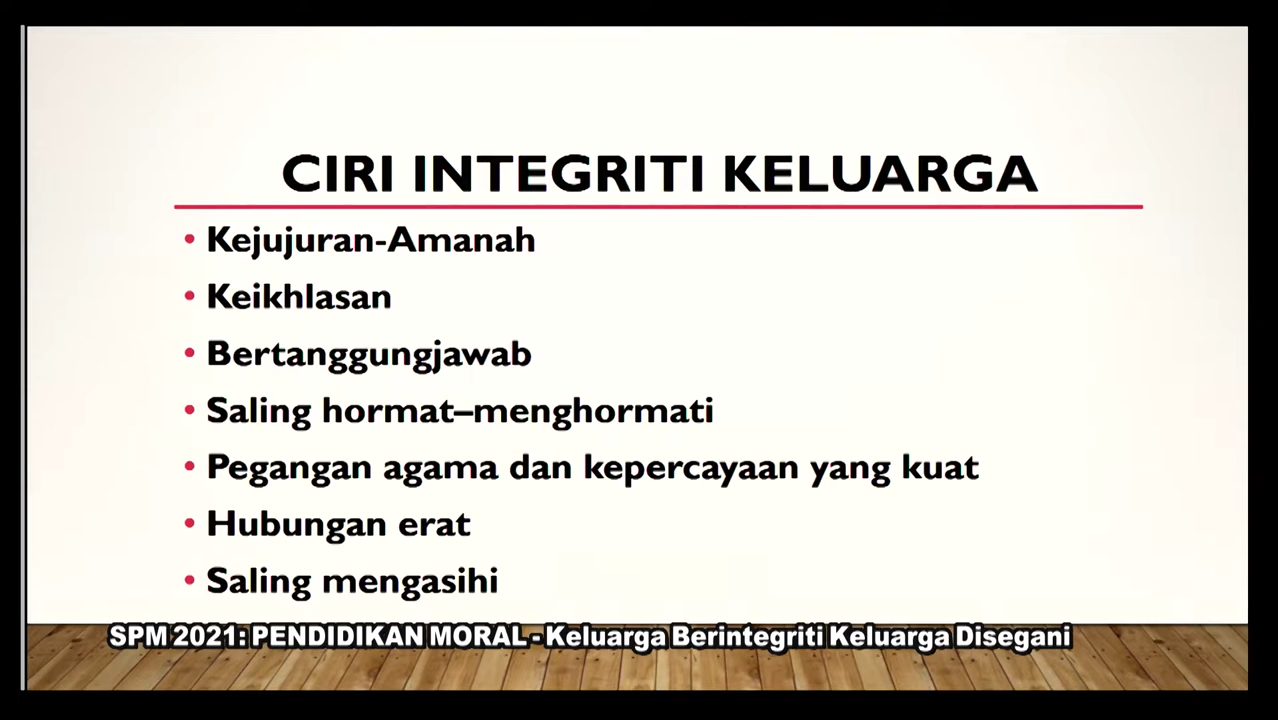 CIRI INTEGRITI KELUARGA
• Kejujuran-Amanah
• Keikhlasan
• Bertanggungjawab
• Saling hormat–menghormati
• Pegangan agama dan kepercayaan yang kuat
• Hubungan erat
• Saling mengasihi
SPM 2021: PENDIDIKAN MORAL - Keluarga Berintegriti Keluarga Disegani